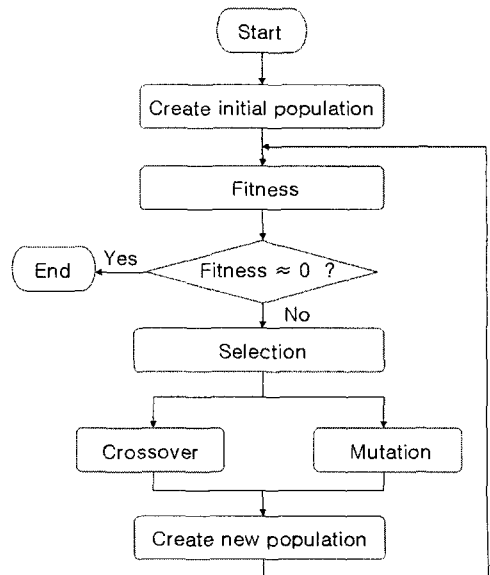 Start
Create initial population
Fitness
Fitness ≈ 0 ?
Yes
End
No
Selection
Crossover
Mutation
Create new population